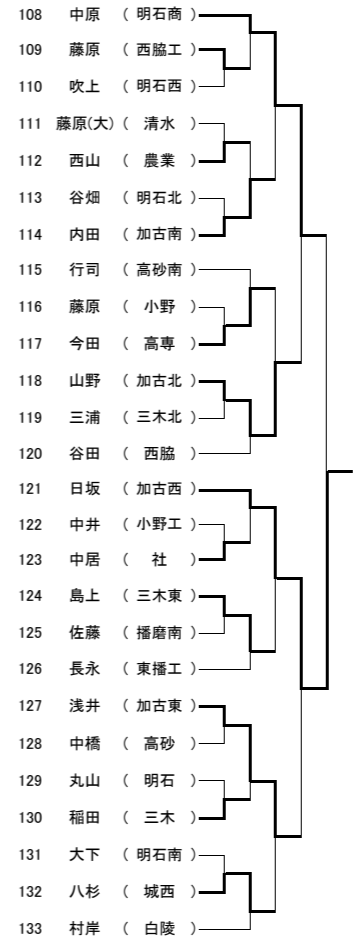 108 中原 ( 明石商 )
109 藤原 ( 西脇工 )
110 吹上 ( 明石西 )
111 藤原(大) ( 清水 )
112 西山 ( 農業 )
113 谷畑 ( 明石北 )
114 内田 ( 加古南 )
115 行司 ( 高砂南 )
116 藤原 ( 小野 )
117 今田 ( 高専 )
118 山野 ( 加古北 )
119 三浦 ( 三木北 )
120 谷田 ( 西脇 )
121 日坂 ( 加古西 )
122 中井 ( 小野工 )
123 中居 ( 社 )
124 島上 ( 三木東 )
125 佐藤 ( 播磨南 )
126 長永 ( 東播工 )
127 浅井 ( 加古東 )
128 中橋 ( 高砂 )
129 丸山 ( 明石 )
130 稲田 ( 三木 )
131 大下 ( 明石南 )
132 八杉 ( 城西 )
133 村岸 ( 白陵 )